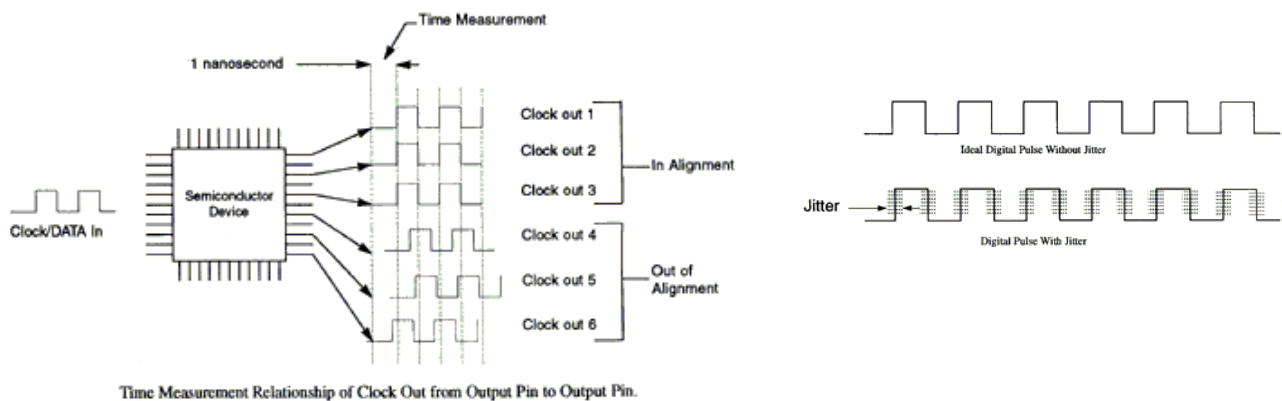 Time Measurement
1 nanosecond
Clock out 1
Clock out 2
In Alignment
Clock out 3
Semiconductor
Device
Clock/DATA In
Clock out 4
Clock out 5
Out of
Alignment
Clock out 6
Time Measurement Relationship of Clock Out from Output Pin to Output Pin.
Ideal Digital Pulse Without Jitter
Jitter
Digital Pulse With Jitter